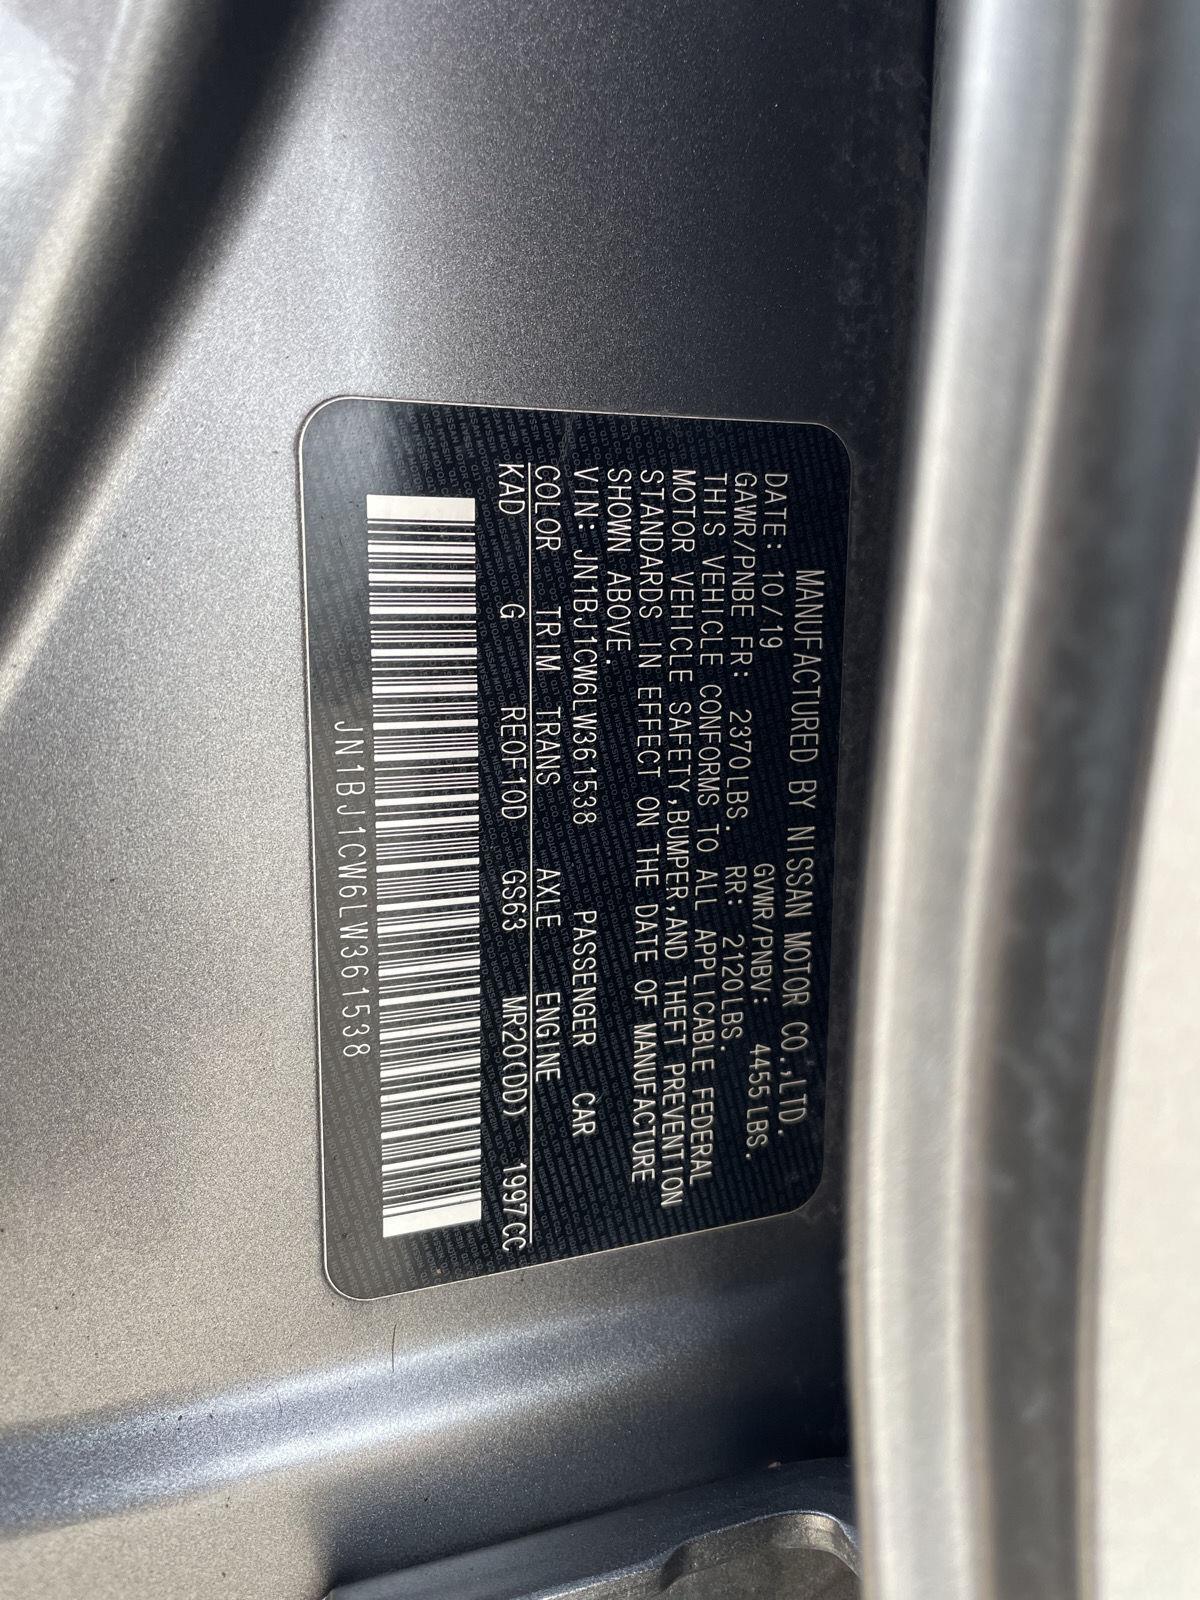 MANUFACTURED BY NISSAN MOTOR CO.,LTD.
DATE: 10/19 GVWR/PNBV: 4455LBS.
GAWR/PNBE FR: 2370LBS. RR: 2120LBS.
THIS VEHICLE CONFORMS TO ALL APPLICABLE FEDERAL
MOTOR VEHICLE SAFETY,BUMPER,AND THEFT PREVENTION
STANDARDS IN EFFECT ON THE DATE OF MANUFACTURE
SHOWN ABOVE.
VIN: JN1BJ1CW6LW361538 PASSENGER CAR
COLOR TRIM TRANS AXLE ENGINE
KAD G RE0F10D GS63 MR20(DD) 1997CC
JN1BJ1CW6LW361538